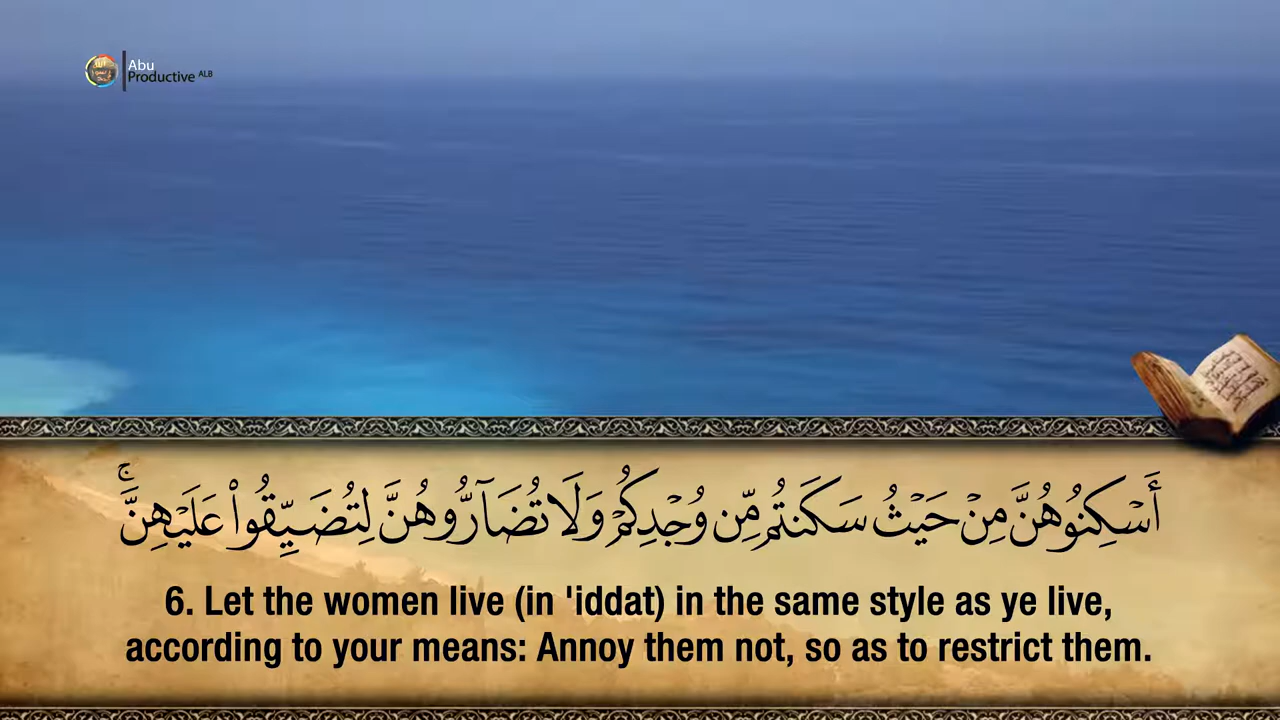 Abu
Productive ALB
أَسْكِنُوهُنَّ مِنْ حَيْثُ سَكَنتُم مِّن وُجْدِكُمْ وَلَا تُضَآرُّوهُنَّ لِتُضَيِّقُوا۟ عَلَيْهِنَّ ۚ
6. Let the women live (in 'iddat) in the same style as ye live,
according to your means: Annoy them not, so as to restrict them.